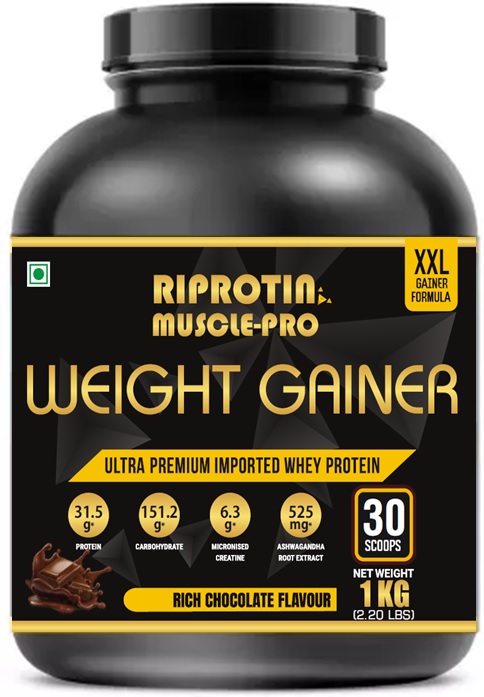 XXL
GAINER
FORMULA
RIPROTIN
MUSCLE-PRO
WEIGHT GAINER
ULTRA PREMIUM IMPORTED WHEY PROTEIN
31.5
g*
PROTEIN
151.2
g*
CARBOHYDRATE
6.3
g*
MICRONISED
CREATINE
525
mg*
ASHWAGANDHA
ROOT EXTRACT
30
SCOOPS
RICH CHOCOLATE FLAVOUR
NET WEIGHT
1 KG
(2.20 LBS)